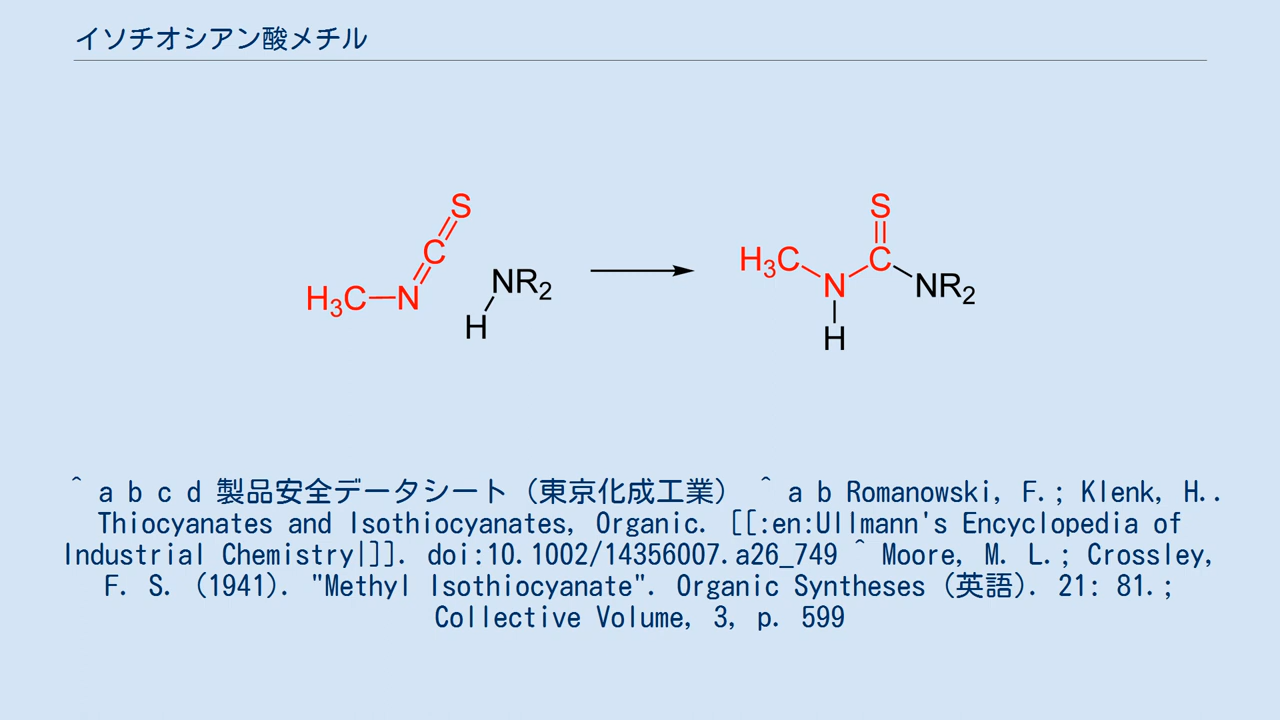 イソチオシアン酸メチル
S
C
H3C N
NR2
H
S
H3C C
N NR2
H
^ a b c d 製品安全データシート（東京化成工業） ^ a b Romanowski, F.; Klenk, H..
Thiocyanates and Isothiocyanates, Organic. [[:en:Ullmann's Encyclopedia of
Industrial Chemistry|]]. doi:10.1002/14356007.a26_749 ^ Moore, M. L.; Crossley,
F. S. (1941). "Methyl Isothiocyanate". Organic Syntheses (英語). 21: 81.;
Collective Volume, 3, p. 599